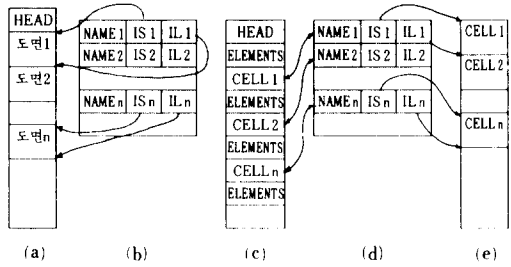 HEAD
도면1
도면2
도면n
NAME1 IS1 IL1
NAME2 IS2 IL2
NAMEn ISn ILn
HEAD
ELEMENTS
CELL1
ELEMENTS
CELL2
ELEMENTS
CELLn
ELEMENTS
NAME1 IS1 IL1
NAME2 IS2 IL2
NAMEn ISn ILn
CELL1
CELL2
CELLn
(a) (b) (c) (d) (e)